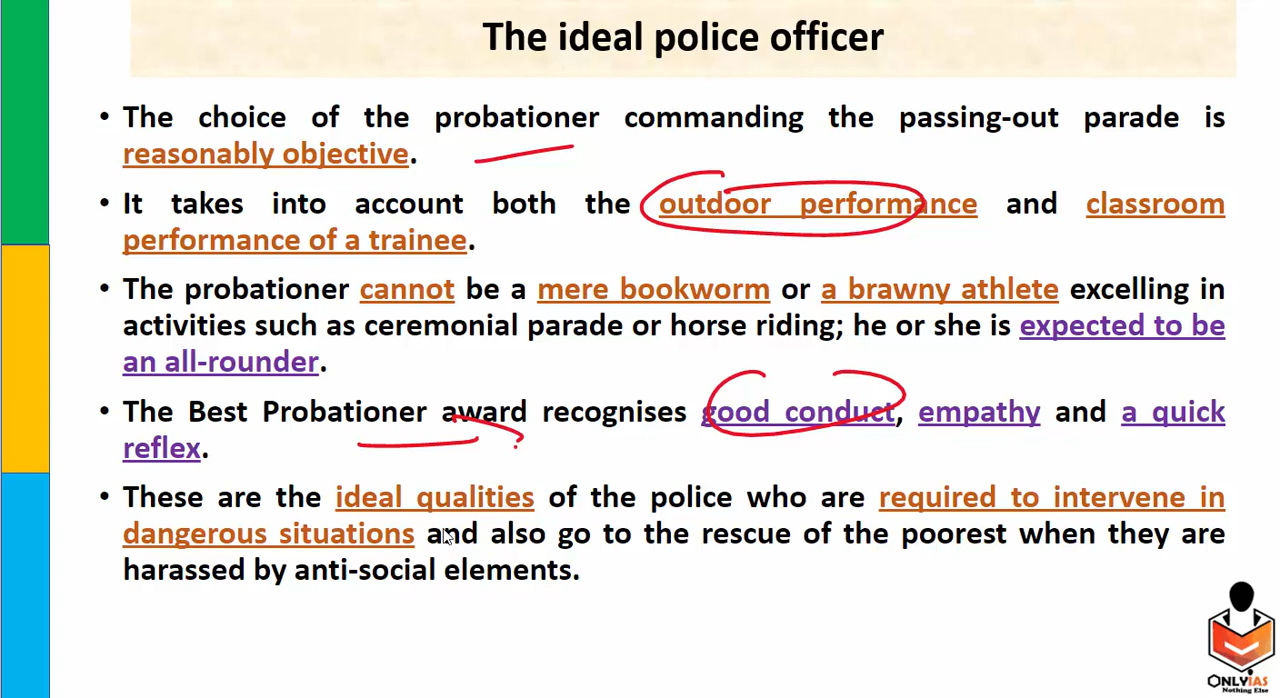 The ideal police officer
• The choice of the probationer commanding the passing-out parade is
reasonably objective.
• It takes into account both the outdoor performance and classroom
performance of a trainee.
• The probationer cannot be a mere bookworm or a brawny athlete excelling in
activities such as ceremonial parade or horse riding; he or she is expected to be
an all-rounder.
• The Best Probationer award recognises good conduct, empathy and a quick
reflex.
• These are the ideal qualities of the police who are required to intervene in
dangerous situations and also go to the rescue of the poorest when they are
harassed by anti-social elements.
ONLYIAS
Nothing Else